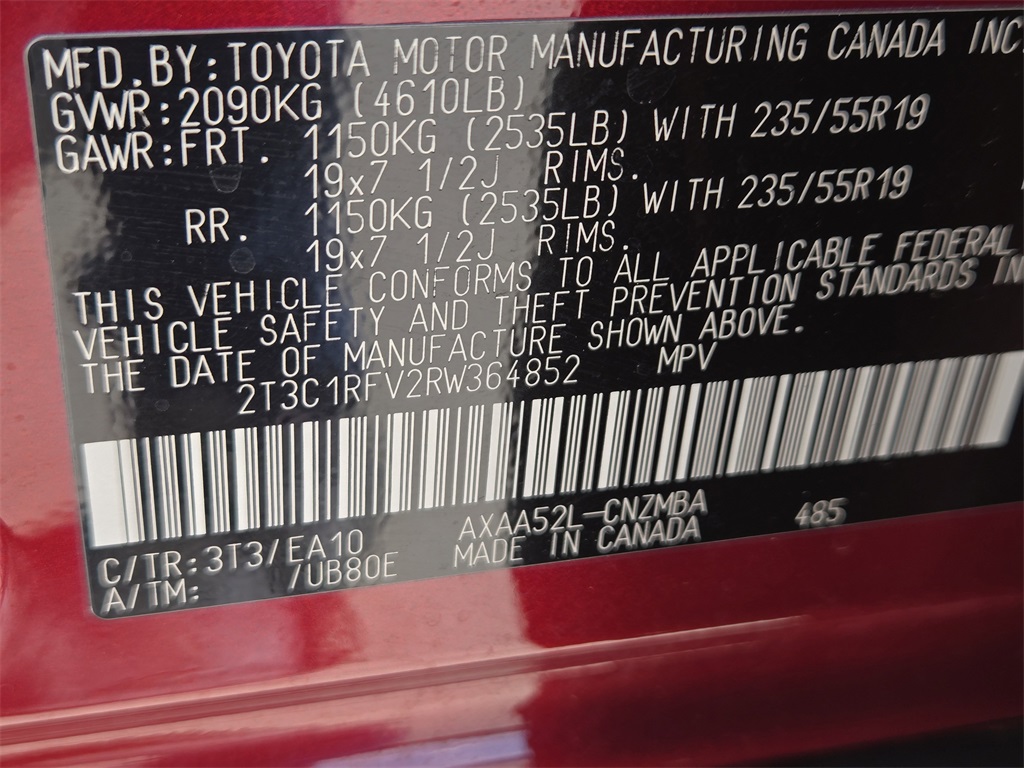 MFD.BY:TOYOTA MOTOR MANUFACTURING CANADA INC.
GVWR:2090KG (4610LB)
GAWR:FRT. 1150KG (2535LB) WITH 235/55R19
19x7 1/2J RIMS.
RR. 1150KG (2535LB) WITH 235/55R19
19x7 1/2J RIMS.
THIS VEHICLE CONFORMS TO ALL APPLICABLE FEDERAL
VEHICLE SAFETY AND THEFT PREVENTION STANDARDS IN
THE DATE OF MANUFACTURE SHOWN ABOVE.
2T3C1RFV2RW364852 MPV
C/TR:3T3/EA10 AXAA52L-CNZMBA 485
A/TM: /UB80E MADE IN CANADA